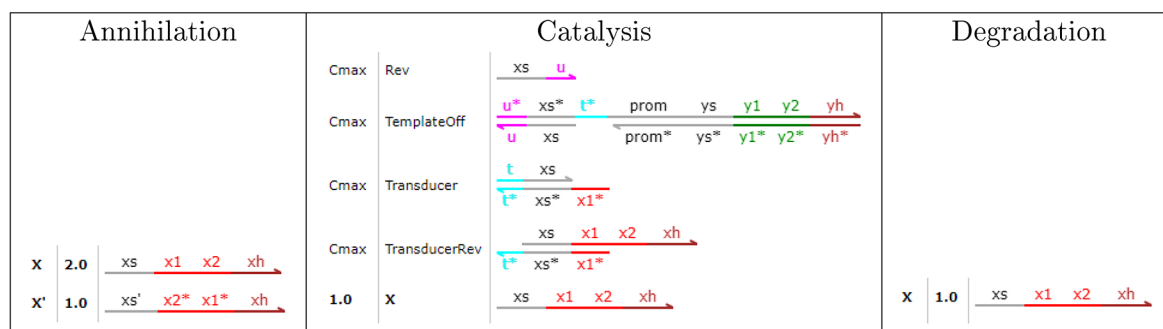 Annihilation
X 2.0 xs x1 x2 xh
X' 1.0 xs' x2* x1* xh
Catalysis
Cmax Rev xs u
u* xs* t* prom ys y1 y2 yh
Cmax TemplateOff
u xs prom* ys* y1* y2* yh*
t xs
Cmax Transducer
t* xs* x1*
xs x1 x2 xh
Cmax TransducerRev
t* xs* x1*
1.0 X xs x1 x2 xh
Degradation
X 1.0 xs x1 x2 xh